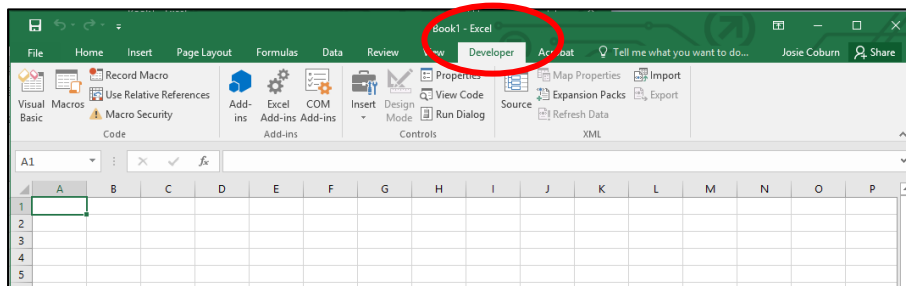 Book1 - Excel
File Home Insert Page Layout Formulas Data Review View Developer Acrobat Tell me what you want to do... Josie Coburn Share
Record Macro Properties Map Properties Import
Visual Basic Macros Use Relative References Add-ins Excel Add-ins COM Add-ins Insert Design Mode View Code Source Expansion Packs Export
Macro Security Run Dialog Refresh Data
Code Add-ins Controls XML
A1 fx
A B C D E F G H I J K L M N O P
1
2
3
4
5